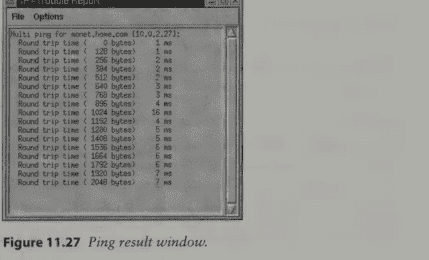 IP - Trouble Report
File Options
Multi ping for monet.home.com (10.0.2.27):
Round trip time ( 0 bytes) 1 ms
Round trip time ( 128 bytes) 1 ms
Round trip time ( 256 bytes) 2 ms
Round trip time ( 384 bytes) 2 ms
Round trip time ( 512 bytes) 2 ms
Round trip time ( 640 bytes) 3 ms
Round trip time ( 768 bytes) 3 ms
Round trip time ( 896 bytes) 4 ms
Round trip time ( 1024 bytes) 16 ms
Round trip time ( 1152 bytes) 4 ms
Round trip time ( 1280 bytes) 5 ms
Round trip time ( 1408 bytes) 5 ms
Round trip time ( 1536 bytes) 6 ms
Round trip time ( 1664 bytes) 6 ms
Round trip time ( 1792 bytes) 6 ms
Round trip time ( 1920 bytes) 7 ms
Round trip time ( 2048 bytes) 7 ms
Figure 11.27 Ping result window.